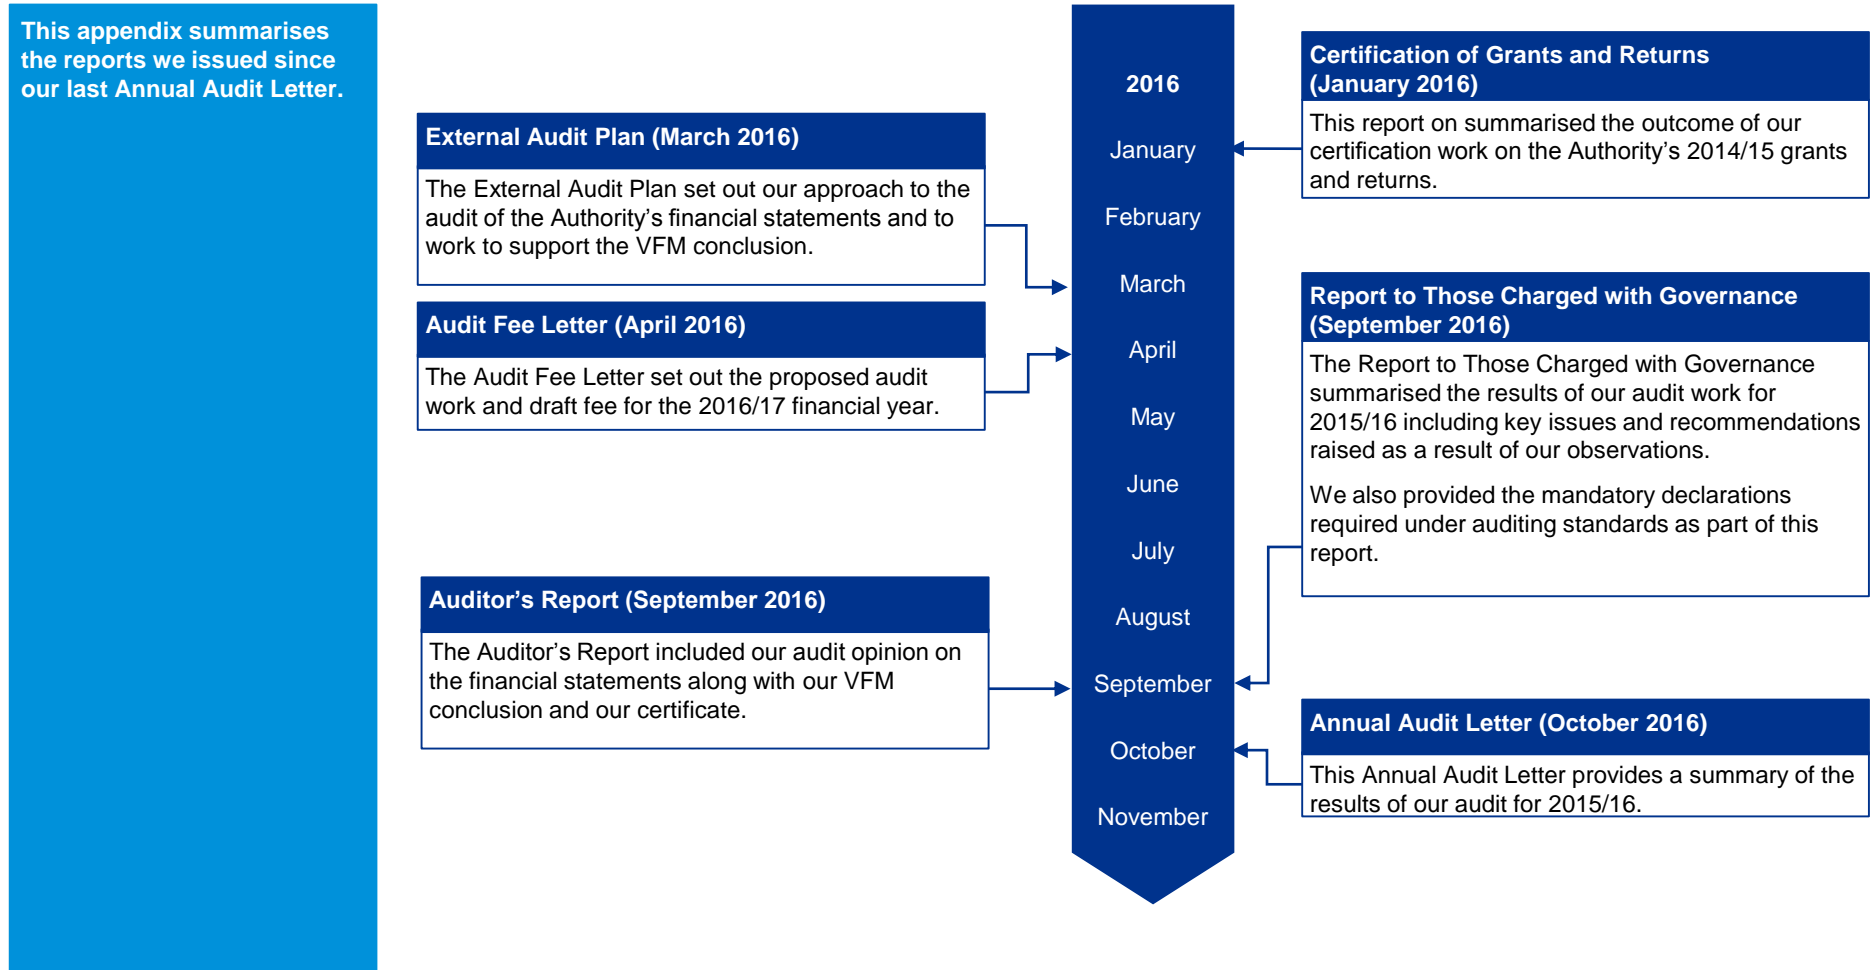 This appendix summarises
the reports we issued since
our last Annual Audit Letter.
External Audit Plan (March 2016)
The External Audit Plan set out our approach to the
audit of the Authority’s financial statements and to
work to support the VFM conclusion.
Audit Fee Letter (April 2016)
The Audit Fee Letter set out the proposed audit
work and draft fee for the 2016/17 financial year.
Auditor’s Report (September 2016)
The Auditor’s Report included our audit opinion on
the financial statements along with our VFM
conclusion and our certificate.
2016
January
February
March
April
May
June
July
August
September
October
November
Certification of Grants and Returns
(January 2016)
This report on summarised the outcome of our
certification work on the Authority’s 2014/15 grants
and returns.
Report to Those Charged with Governance
(September 2016)
The Report to Those Charged with Governance
summarised the results of our audit work for
2015/16 including key issues and recommendations
raised as a result of our observations.
We also provided the mandatory declarations
required under auditing standards as part of this
report.
Annual Audit Letter (October 2016)
This Annual Audit Letter provides a summary of the
results of our audit for 2015/16.